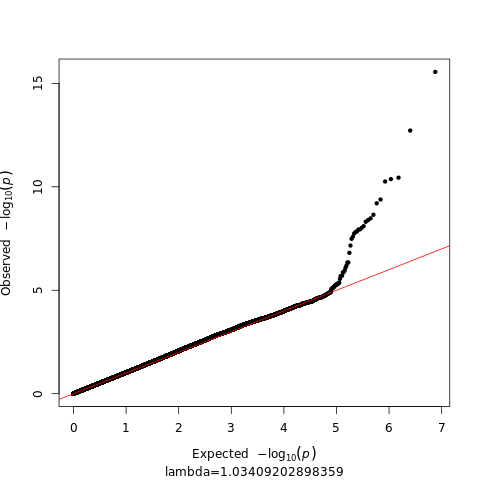 15
10
5
0
Observed −log10(p)
0 1 2 3 4 5 6 7
Expected −log10(p)
lambda=1.03409202898359